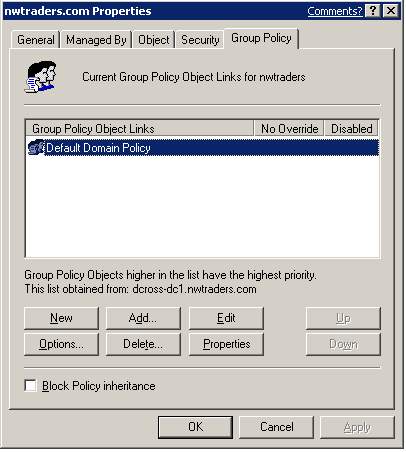 nwtraders.com Properties Comments? ? X
General Managed By Object Security Group Policy
Current Group Policy Object Links for nwtraders
Group Policy Object Links No Override Disabled
Default Domain Policy
Group Policy Objects higher in the list have the highest priority.
This list obtained from: dcross-dc1.nwtraders.com
New Add... Edit Up
Options... Delete... Properties Down
Block Policy inheritance
OK Cancel Apply